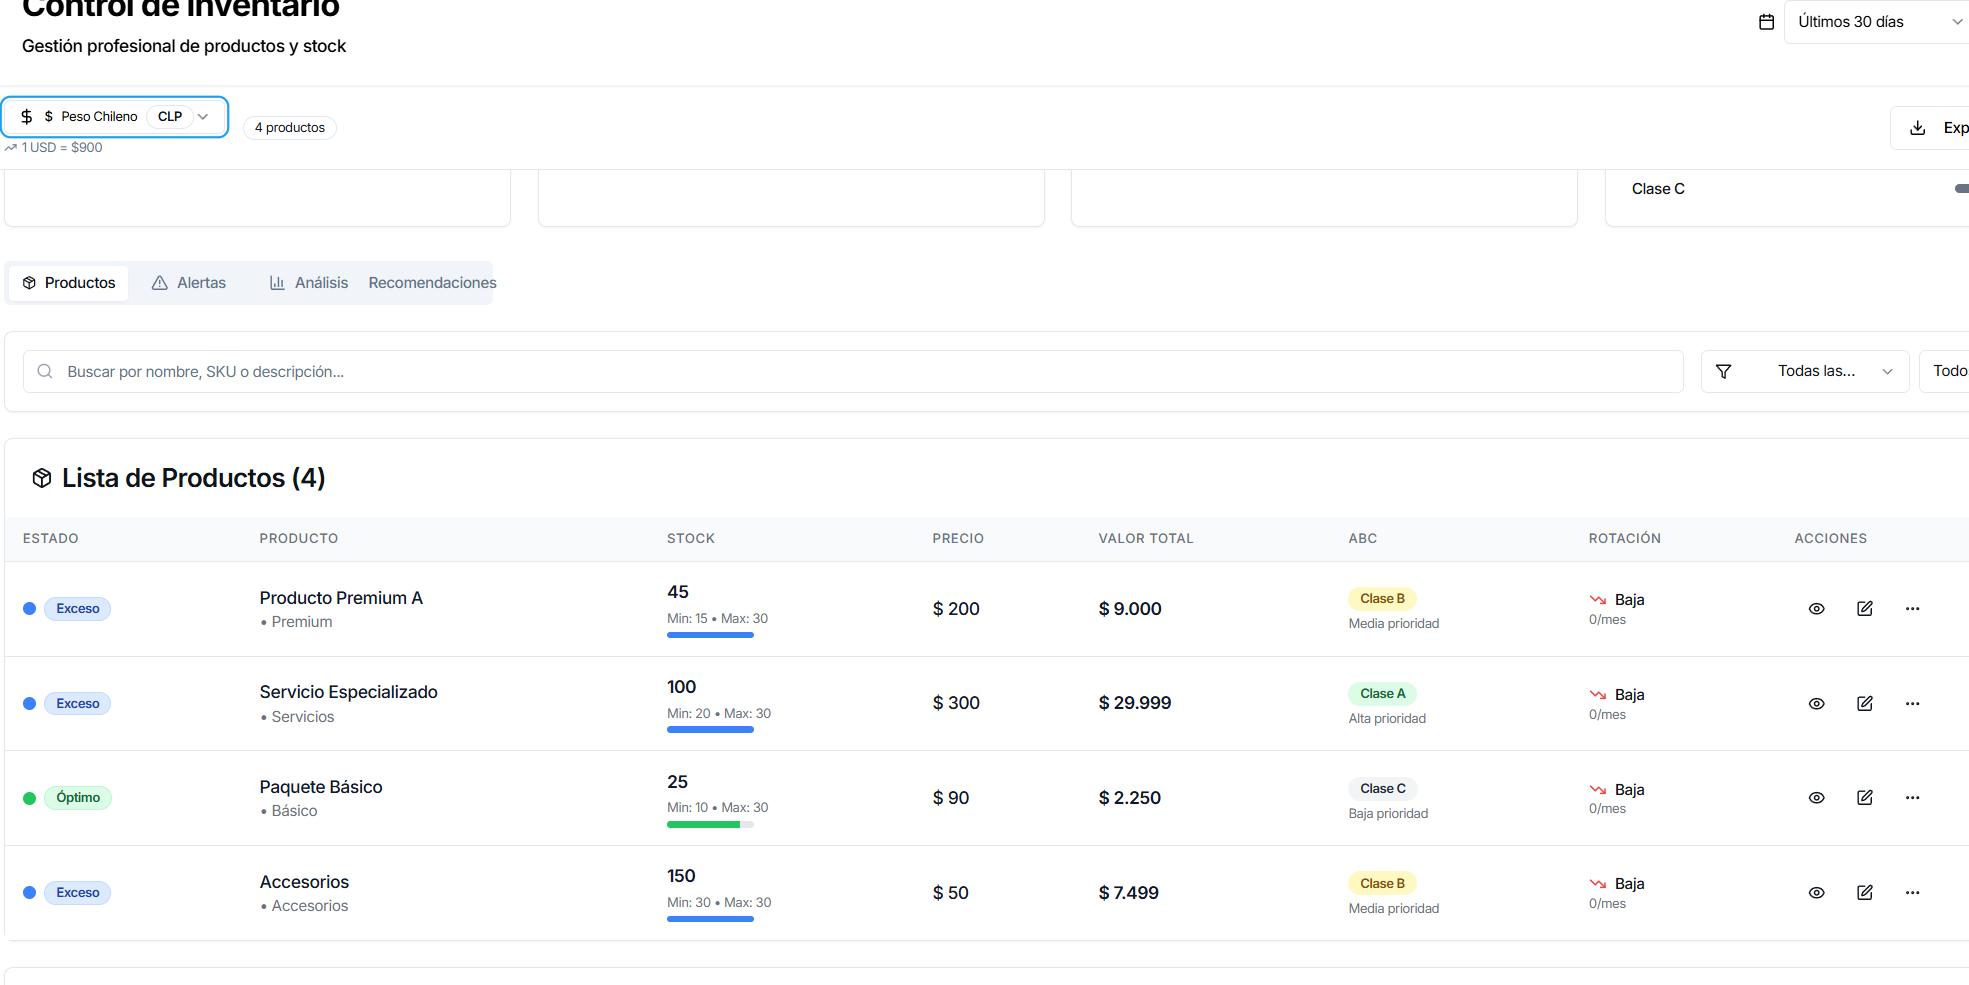 Control de Inventario
Gestión profesional de productos y stock
Últimos 30 días
$ $ Peso Chileno CLP
4 productos
1 USD = $900
Exp
Clase C
Productos Alertas Análisis Recomendaciones
Buscar por nombre, SKU o descripción...
Todas las...
Todo
Lista de Productos (4)
ESTADO PRODUCTO STOCK PRECIO VALOR TOTAL ABC ROTACIÓN ACCIONES
Exceso
Producto Premium A
• Premium
45
Min: 15 • Max: 30
$ 200
$ 9.000
Clase B
Media prioridad
Baja
0/mes
Exceso
Servicio Especializado
• Servicios
100
Min: 20 • Max: 30
$ 300
$ 29.999
Clase A
Alta prioridad
Baja
0/mes
Óptimo
Paquete Básico
• Básico
25
Min: 10 • Max: 30
$ 90
$ 2.250
Clase C
Baja prioridad
Baja
0/mes
Exceso
Accesorios
• Accesorios
150
Min: 30 • Max: 30
$ 50
$ 7.499
Clase B
Media prioridad
Baja
0/mes